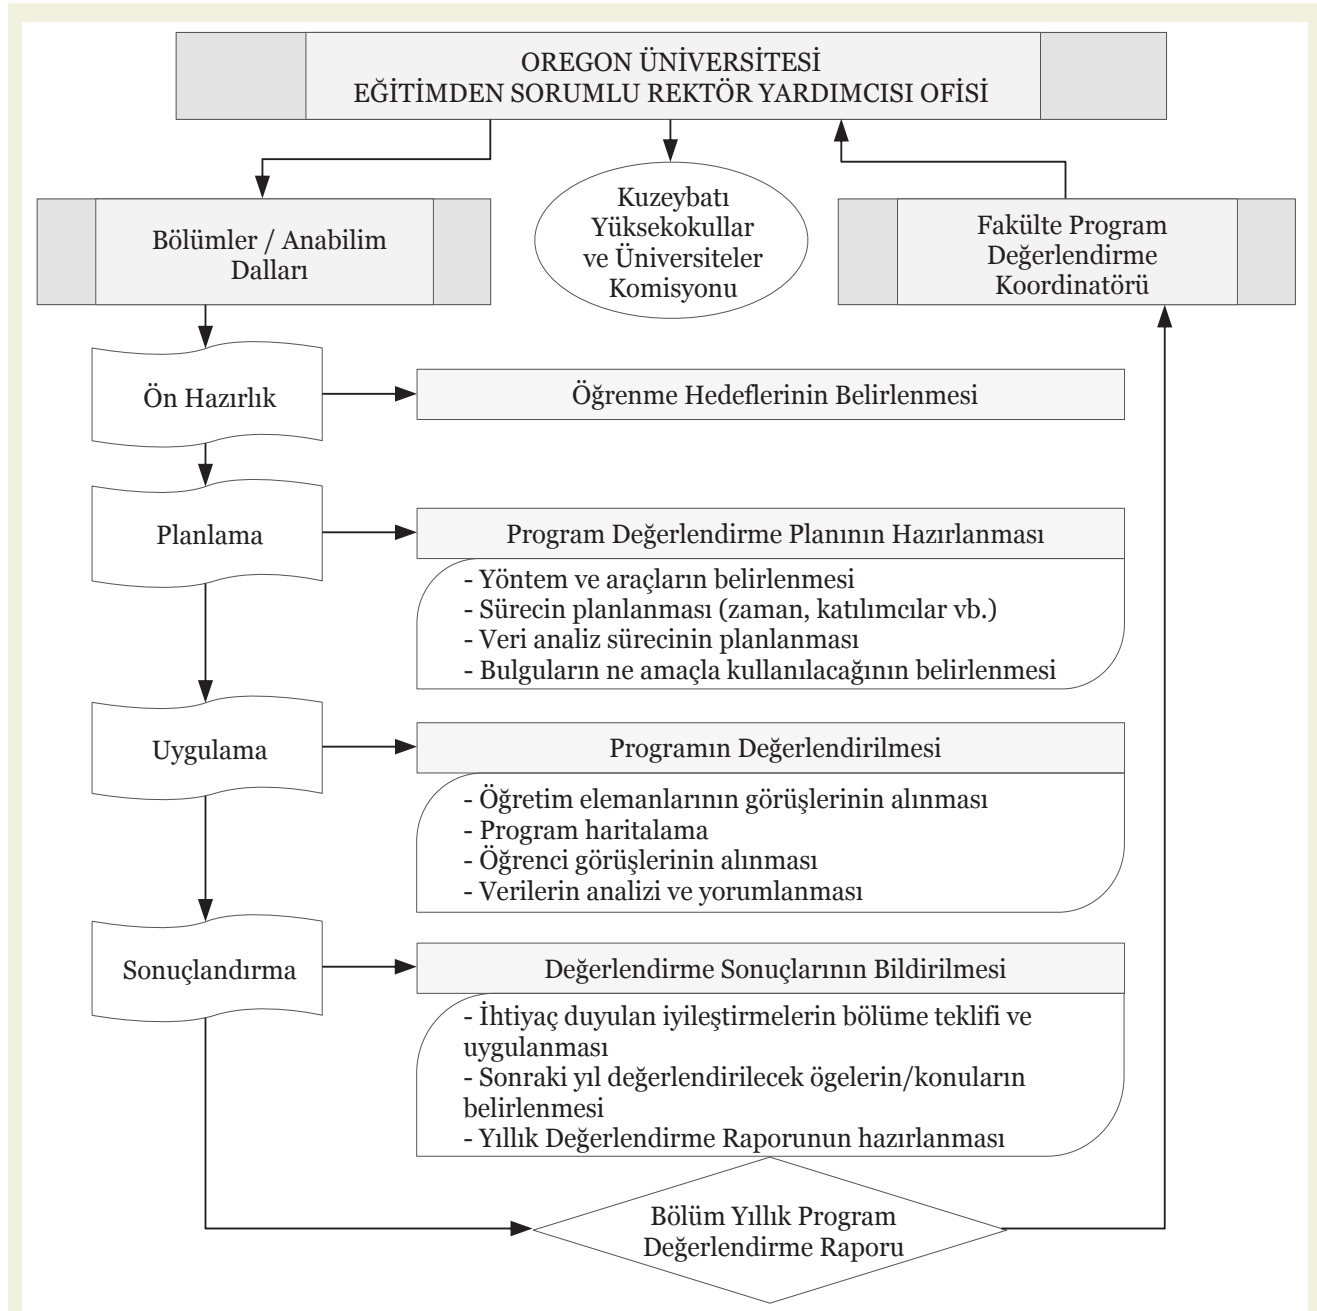 OREGON ÜNİVERSİTESİ
EĞİTİMDEN SORUMLU REKTÖR YARDIMCISI OFİSİ
Bölümler / Anabilim
Dalları
Kuzeybatı
Yüksekokullar
ve Üniversiteler
Komisyonu
Fakülte Program
Değerlendirme
Koordinatörü
Ön Hazırlık
Öğrenme Hedeflerinin Belirlenmesi
Planlama
Program Değerlendirme Planının Hazırlanması
- Yöntem ve araçların belirlenmesi
- Sürecin planlanması (zaman, katılımcılar vb.)
- Veri analiz sürecinin planlanması
- Bulguların ne amaçla kullanılacağının belirlenmesi
Uygulama
Programın Değerlendirilmesi
- Öğretim elemanlarının görüşlerinin alınması
- Program haritalama
- Öğrenci görüşlerinin alınması
- Verilerin analizi ve yorumlanması
Sonuçlandırma
Değerlendirme Sonuçlarının Bildirilmesi
- İhtiyaç duyulan iyileştirmelerin bölüme teklifi ve
uygulanması
- Sonraki yıl değerlendirilecek ögelerin/konuların
belirlenmesi
- Yıllık Değerlendirme Raporunun hazırlanması
Bölüm Yıllık Program
Değerlendirme Raporu